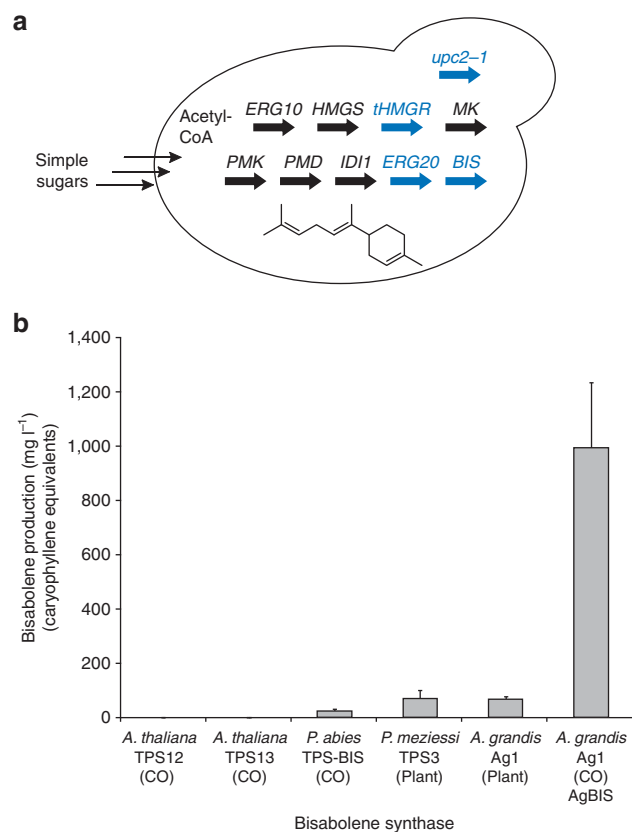 a
upc2–1
Acetyl-
CoA
ERG10 HMGS tHMGR MK
Simple
sugars
PMK PMD IDI1 ERG20 BIS
b
Bisabolene production (mg l⁻¹)
(caryophyllene equivalents)
1,400
1,200
1,000
800
600
400
200
0
A. thaliana
TPS12
(CO)
A. thaliana
TPS13
(CO)
P. abies
TPS-BIS
(CO)
P. meziessi
TPS3
(Plant)
A. grandis
Ag1
(Plant)
A. grandis
Ag1
(CO)
AgBIS
Bisabolene synthase